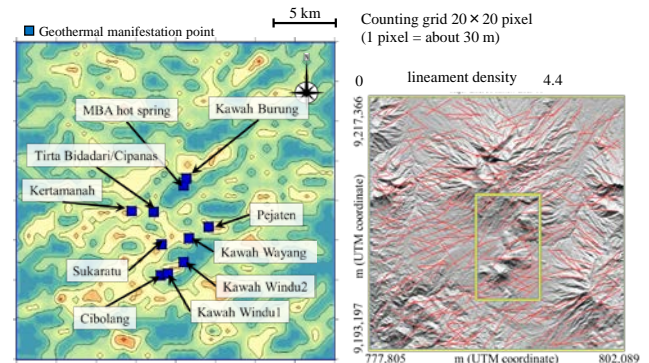 5 km
Geothermal manifestation point
N
MBA hot spring
Kawah Burung
Tirta Bidadari/Cipanas
Kertamanah
Pejaten
Kawah Wayang
Sukaratu
Kawah Windu2
Cibolang
Kawah Windu1
Counting grid 20 × 20 pixel
(1 pixel = about 30 m)
0 lineament density 4.4
9,217,366
m (UTM coordinate)
9,193,197
777.805 m (UTM coordinate) 802.089